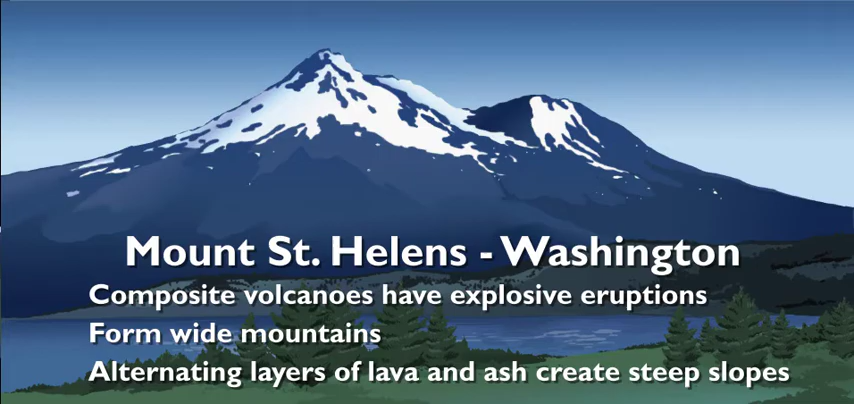 Mount St. Helens - Washington
Composite volcanoes have explosive eruptions
Form wide mountains
Alternating layers of lava and ash create steep slopes